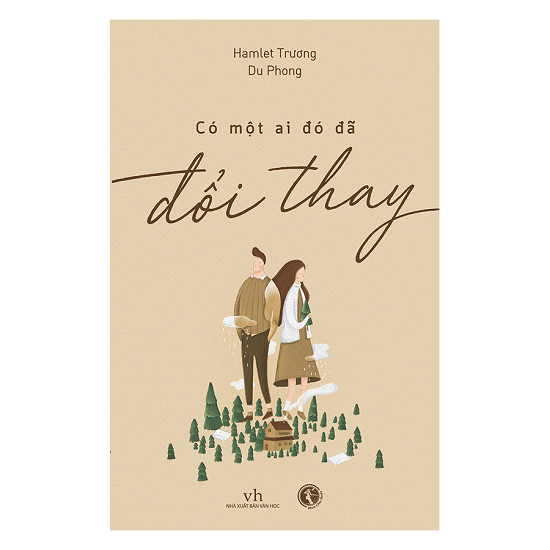 Hamlet Trương
Du Phong
Có một ai đó đã
đổi thay
vh
NHÀ XUẤT BẢN VĂN HỌC